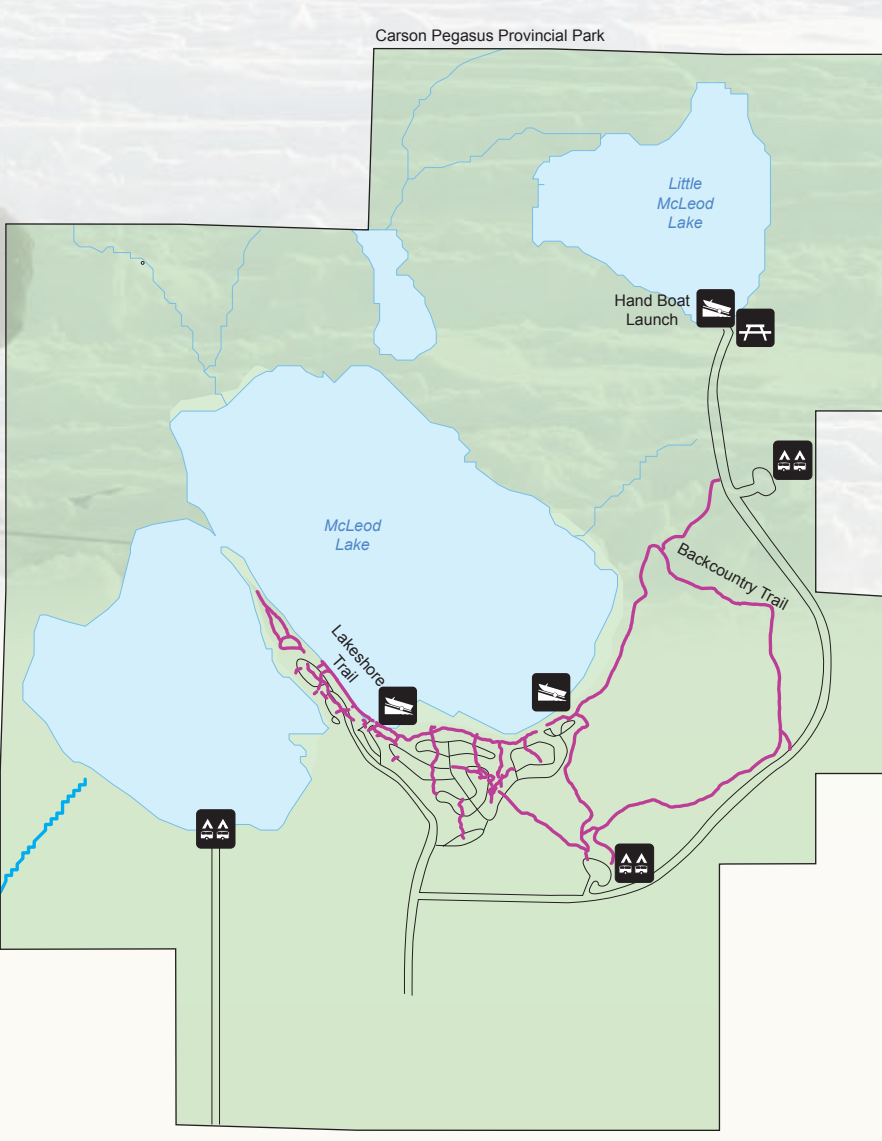 Carson Pegasus Provincial Park
Little
McLeod
Lake
Hand Boat
Launch
McLeod
Lake
Backcountry Trail
Lakeshore
Trail